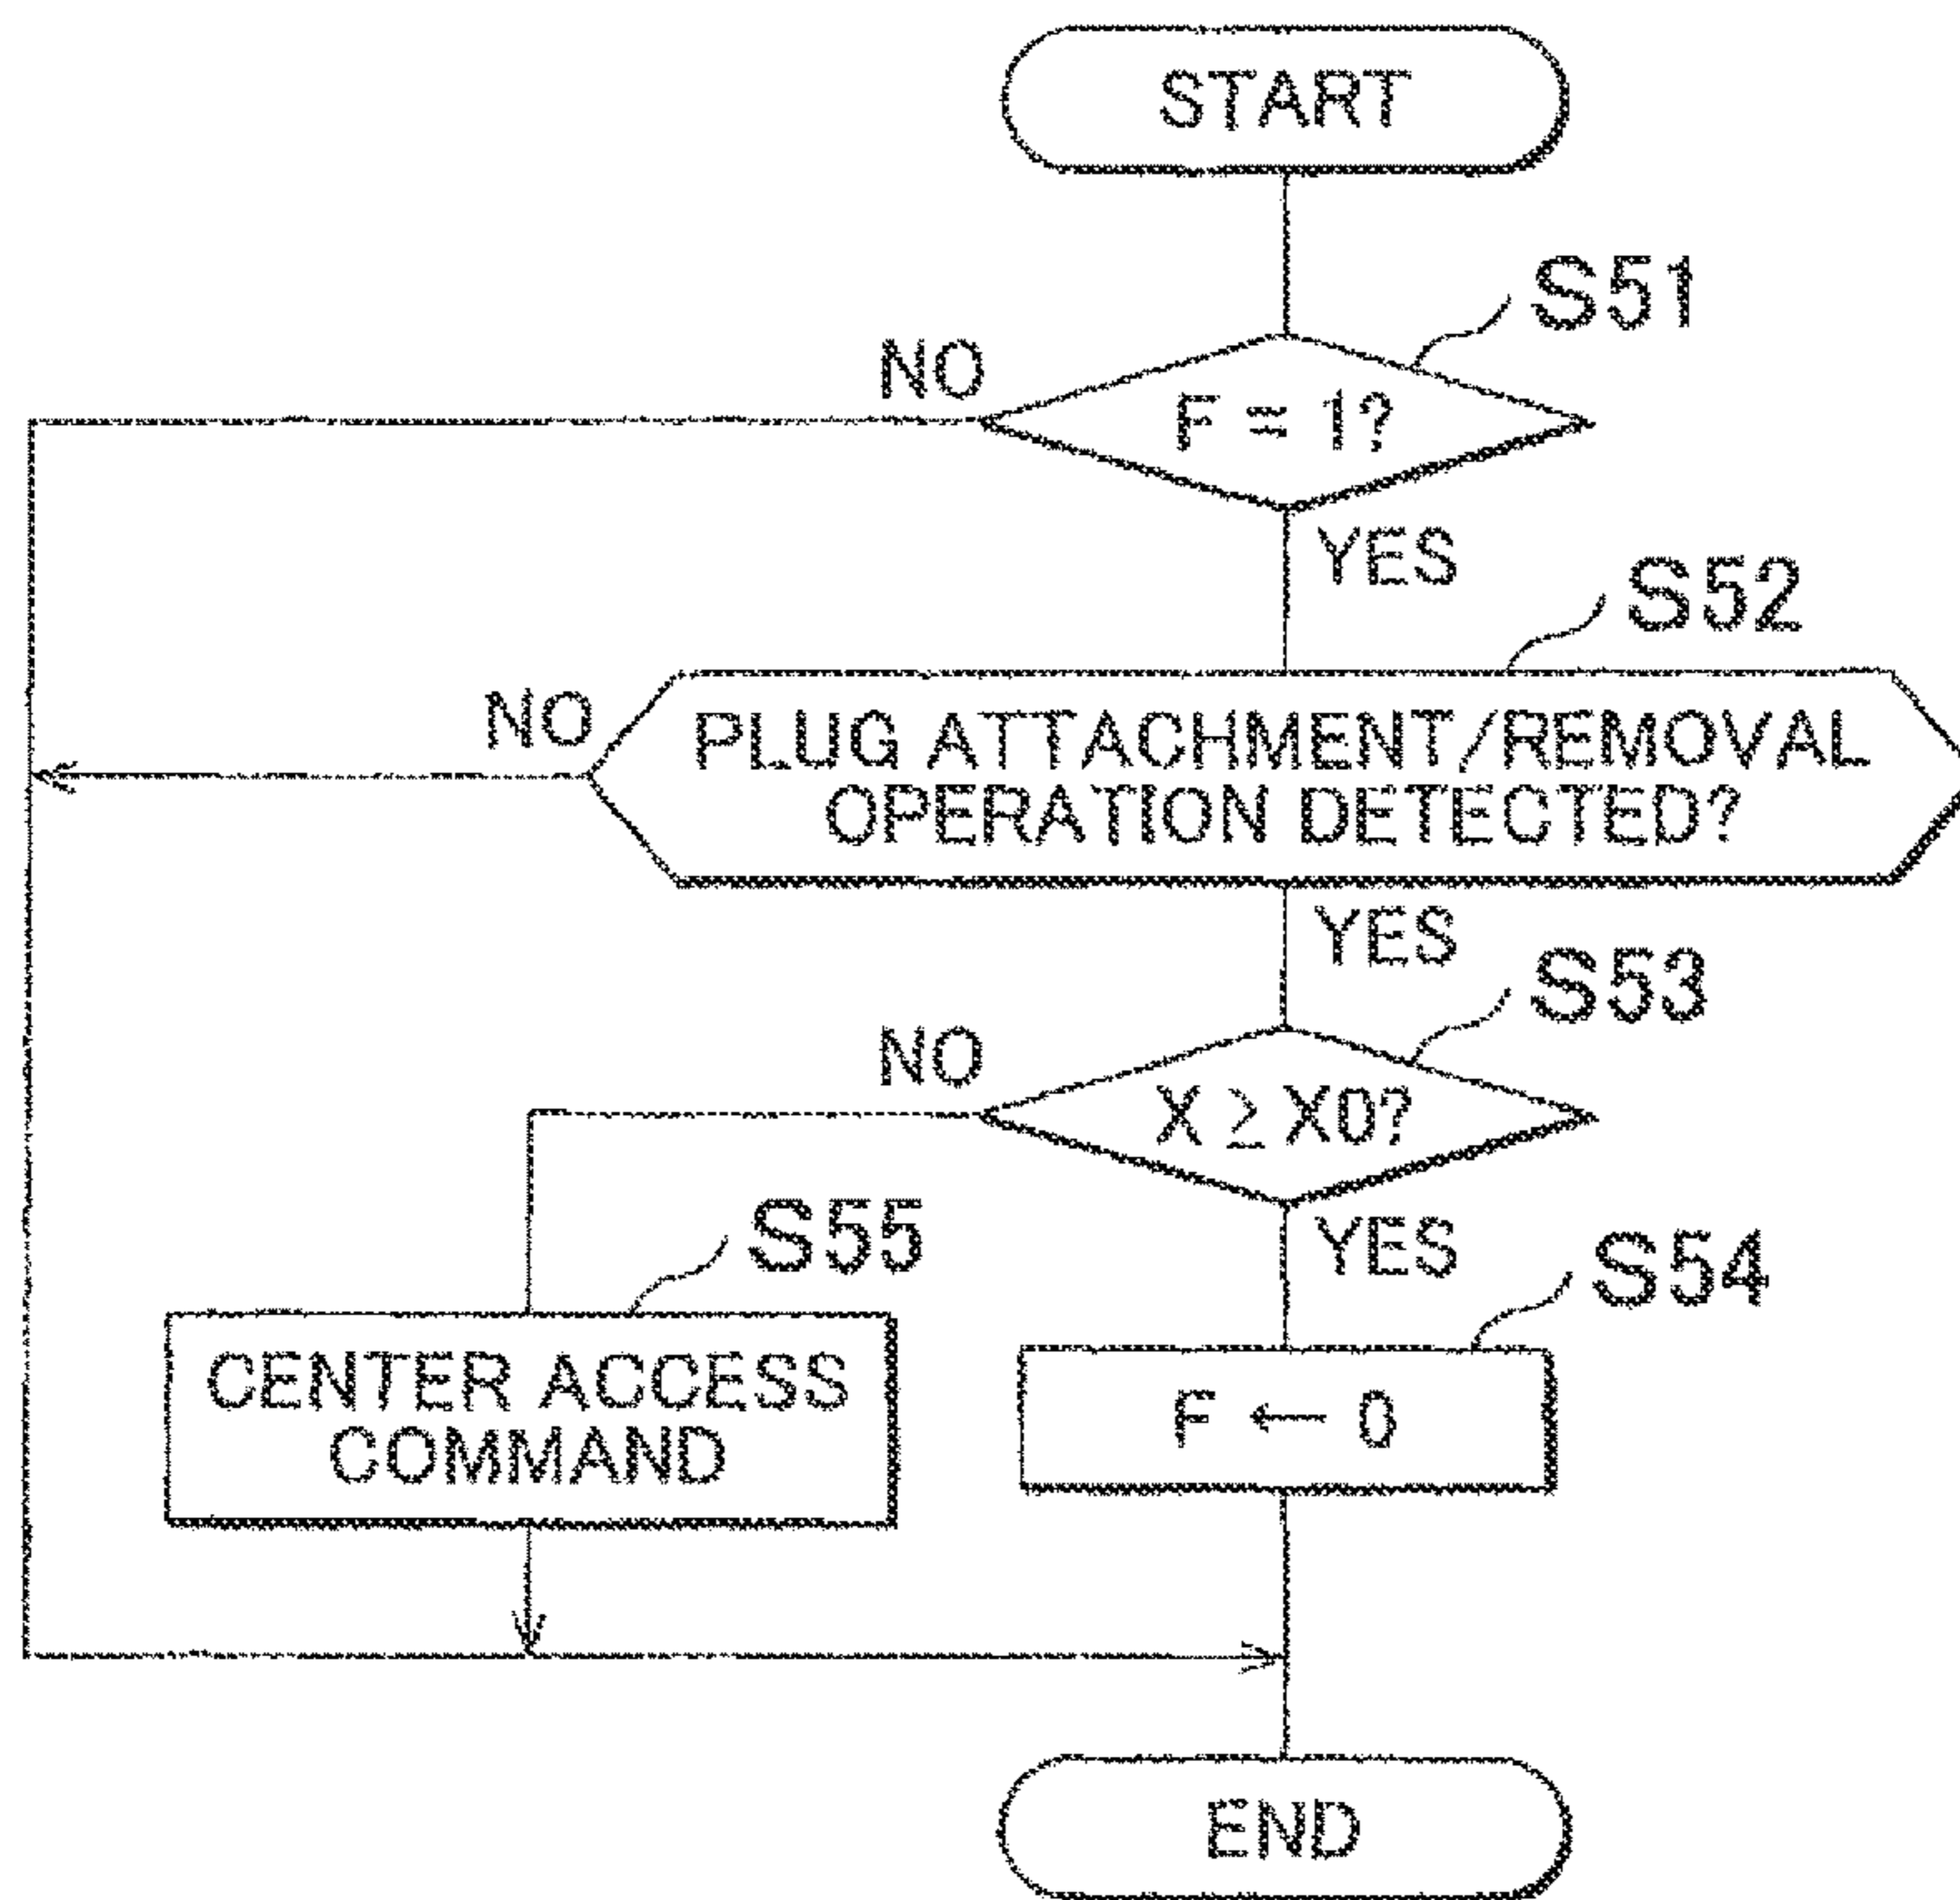 START
S51
NO
F = 1?
YES
S52
NO
PLUG ATTACHMENT/REMOVAL
OPERATION DETECTED?
YES
S53
NO
X ≥ X0?
YES
S55
S54
CENTER ACCESS
COMMAND
F ← 0
END